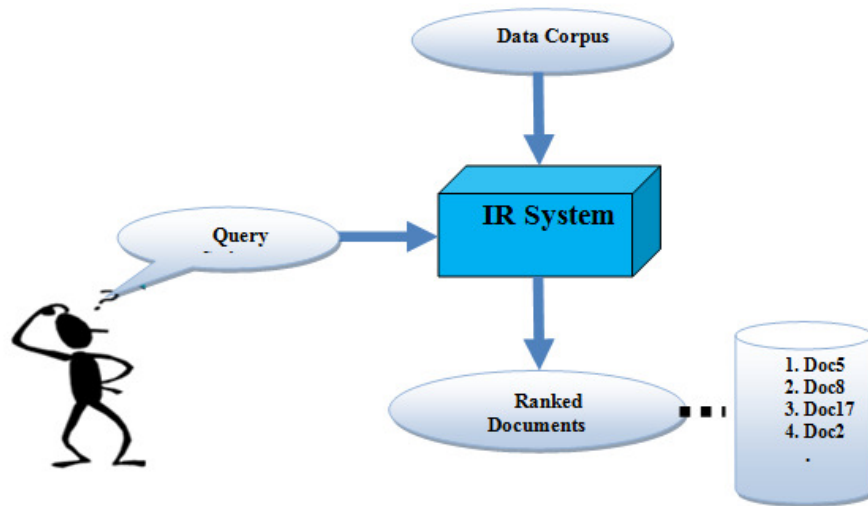 Data Corpus
IR System
Query
?
Ranked
Documents
1. Doc5
2. Doc8
3. Doc17
4. Doc2
.